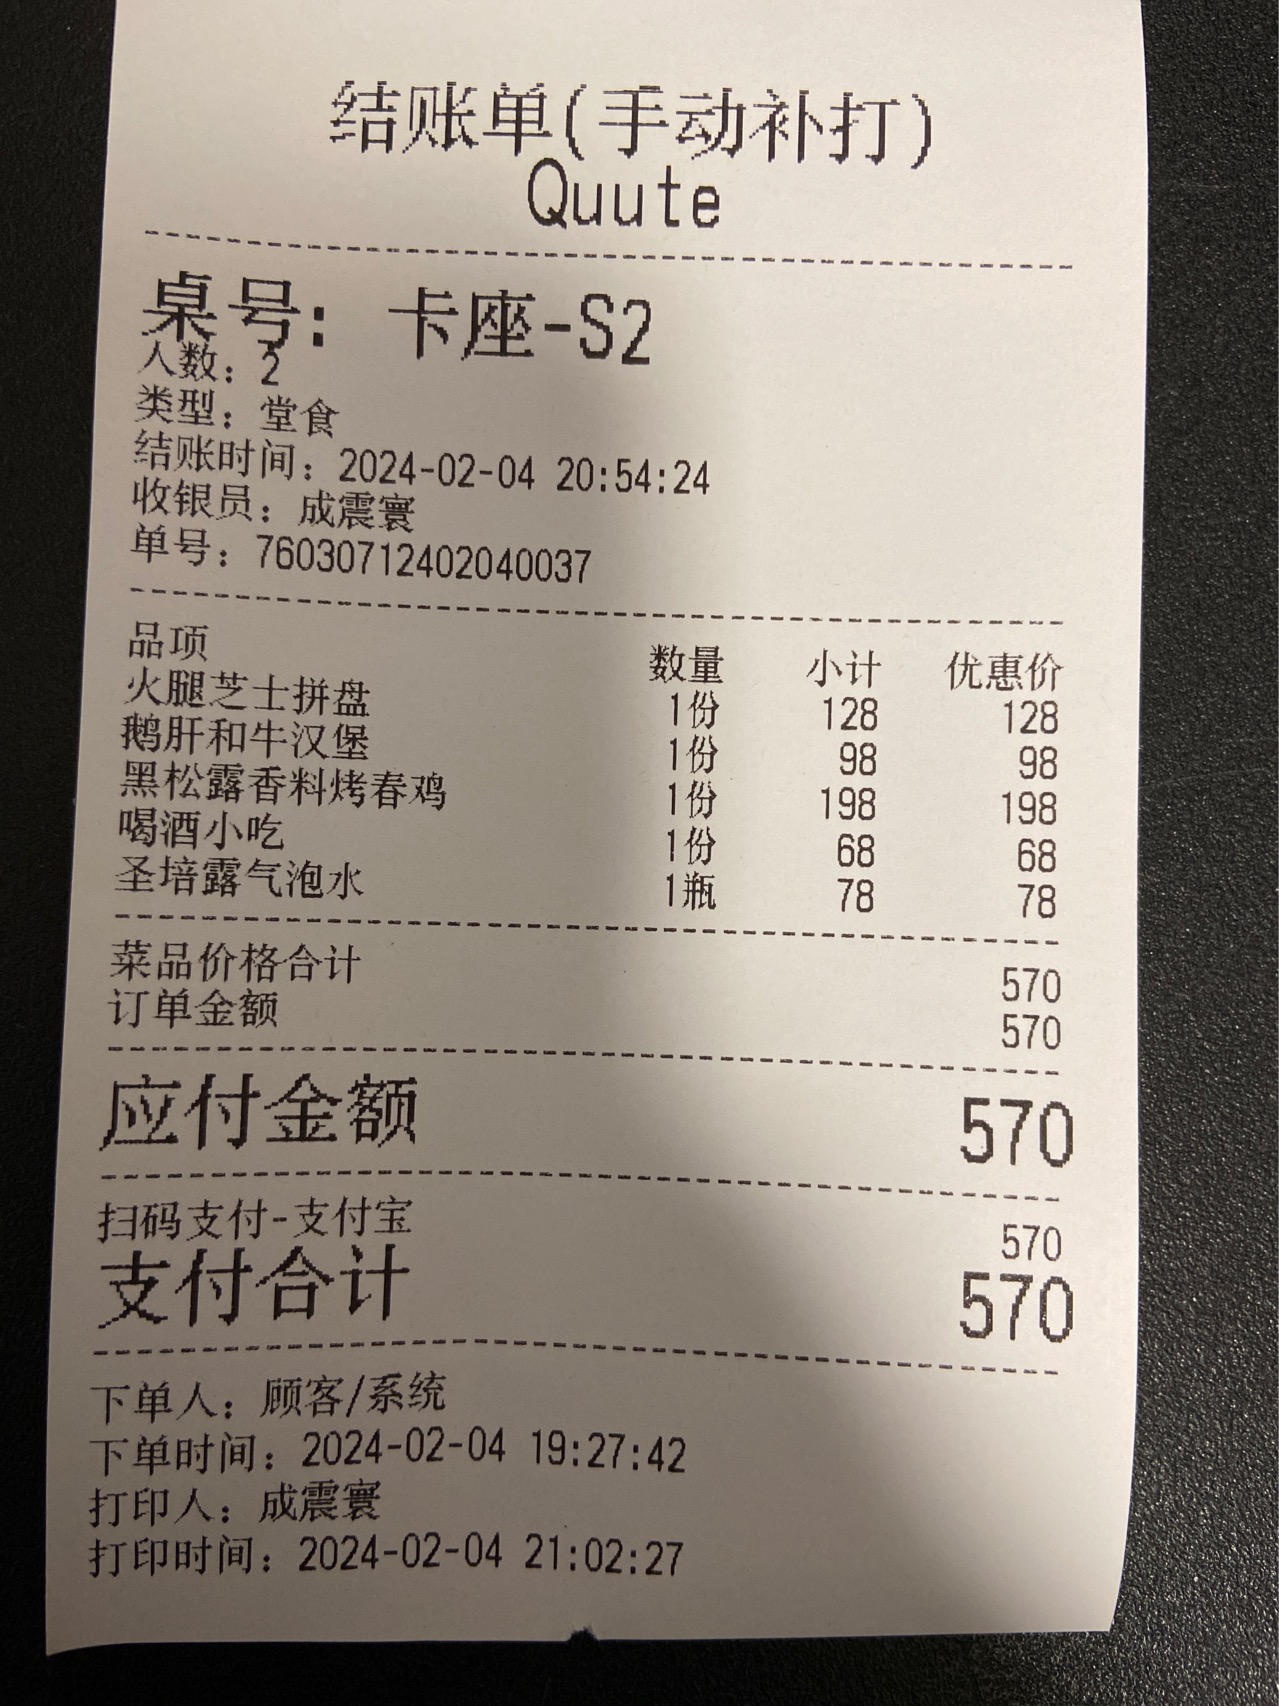 结账单(手动补打)
Quute
桌号: 卡座-S2
人数: 2
类型: 堂食
结账时间: 2024-02-04 20:54:24
收银员: 成震寰
单号: 76030712402040037
品项 数量 小计 优惠价
火腿芝士拼盘 1份 128 128
鹅肝和牛汉堡 1份 98 98
黑松露香料烤春鸡 1份 198 198
喝酒小吃 1份 68 68
圣培露气泡水 1瓶 78 78
菜品价格合计 570
订单金额 570
应付金额 570
扫码支付-支付宝 570
支付合计 570
下单人: 顾客/系统
下单时间: 2024-02-04 19:27:42
打印人: 成震寰
打印时间: 2024-02-04 21:02:27